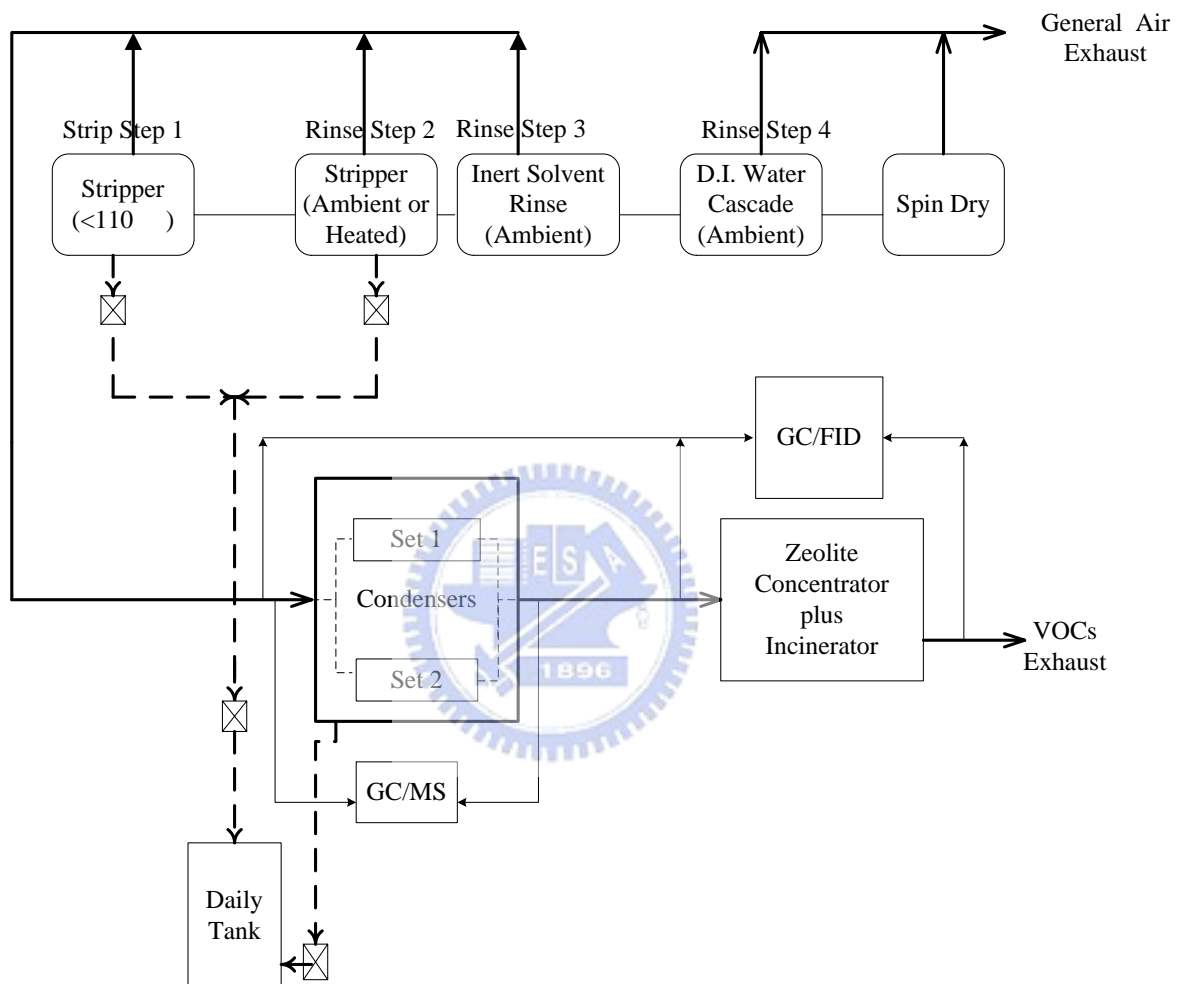 General Air
Exhaust
Strip Step 1
Rinse Step 2
Rinse Step 3
Rinse Step 4
Stripper
(<110 )
Stripper
(Ambient or
Heated)
Inert Solvent
Rinse
(Ambient)
D.I. Water
Cascade
(Ambient)
Spin Dry
GC/FID
Set 1
Condensers
Set 2
ESA
1896
Zeolite
Concentrator
plus
Incinerator
VOCs
Exhaust
GC/MS
Daily
Tank